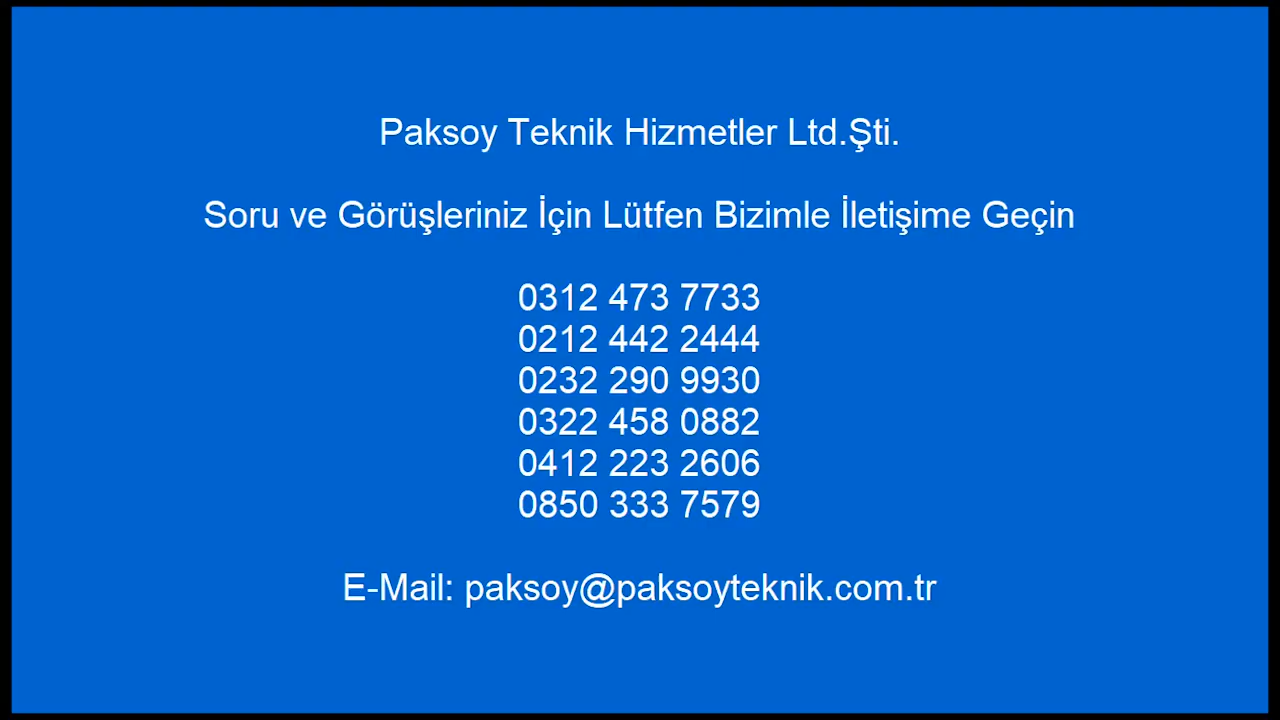 Paksoy Teknik Hizmetler Ltd.Şti.
Soru ve Görüşleriniz İçin Lütfen Bizimle İletişime Geçin
0312 473 7733
0212 442 2444
0232 290 9930
0322 458 0882
0412 223 2606
0850 333 7579
E-Mail: paksoy@paksoyteknik.com.tr